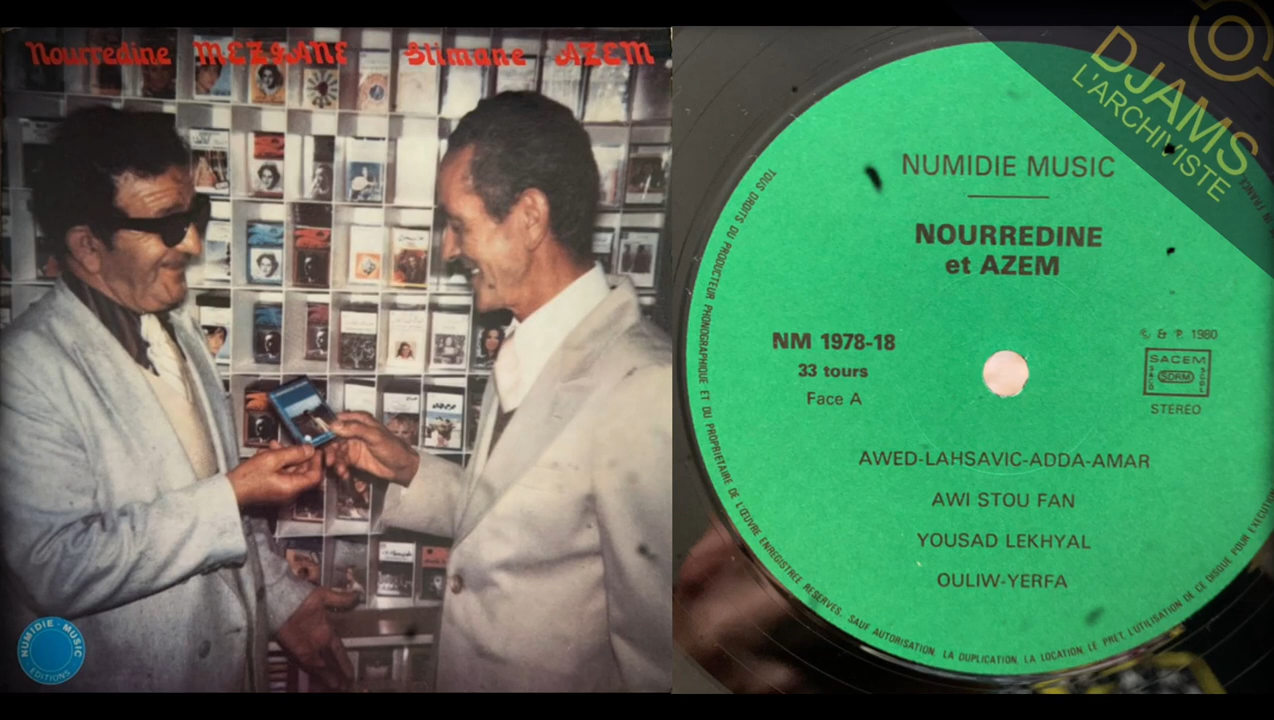 Nourredine MEZGANE Slimane AZEM
NUMIDIE · MUSIC
EDITIONS
DJAMS
L'ARCHIVISTE
NUMIDIE MUSIC
NOURREDINE
et AZEM
NM 1978-18
33 tours
Face A
© & ℗ 1980
SACEM
SDRM
STEREO
AWED-LAHSAVIC-ADDA-AMAR
AWI STOU FAN
YOUSAD LEKHYAL
OULIW-YERFA
TOUS DROITS DU PRODUCTEUR PHONOGRAPHIQUE ET DU PROPRIETAIRE DE L'ŒUVRE ENREGISTREE RESERVES. SAUF AUTORISATION, LA DUPLICATION, LA LOCATION, LE PRET, L'UTILISATION DE CE DISQUE POUR EXECUTION
IN FRANCE